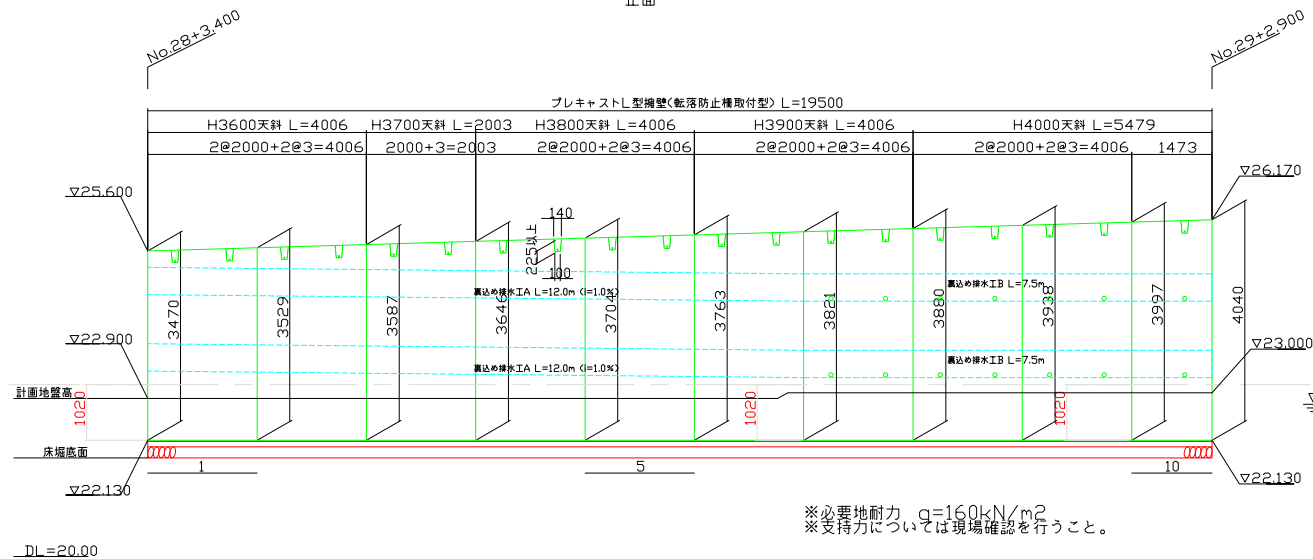 正面
No.28+3.400
No.29+2.900
プレキャストL型擁壁(転落防止柵取付型) L=19500
H3600天斜 L=4006
H3700天斜 L=2003
H3800天斜 L=4006
H3900天斜 L=4006
H4000天斜 L=5479
2@2000+2@3=4006
2000+3=2003
2@2000+2@3=4006
2@2000+2@3=4006
2@2000+2@3=4006
1473
▽25.600
▽26.170
140
225以上
100
裏込め排水工A L=12.0m (i=1.0%)
裏込め排水工B L=7.5m
3470
3529
3587
3646
3704
3763
3821
3880
3938
3997
4040
▽22.900
▽23.000
裏込め排水工A L=12.0m (i=1.0%)
裏込め排水工B L=7.5m
計画地盤高
1020
1020
1020
床堀底面
1
5
10
▽22.130
▽22.130
※必要地耐力 q=160kN/m2
※支持力については現場確認を行うこと。
DL=20.00